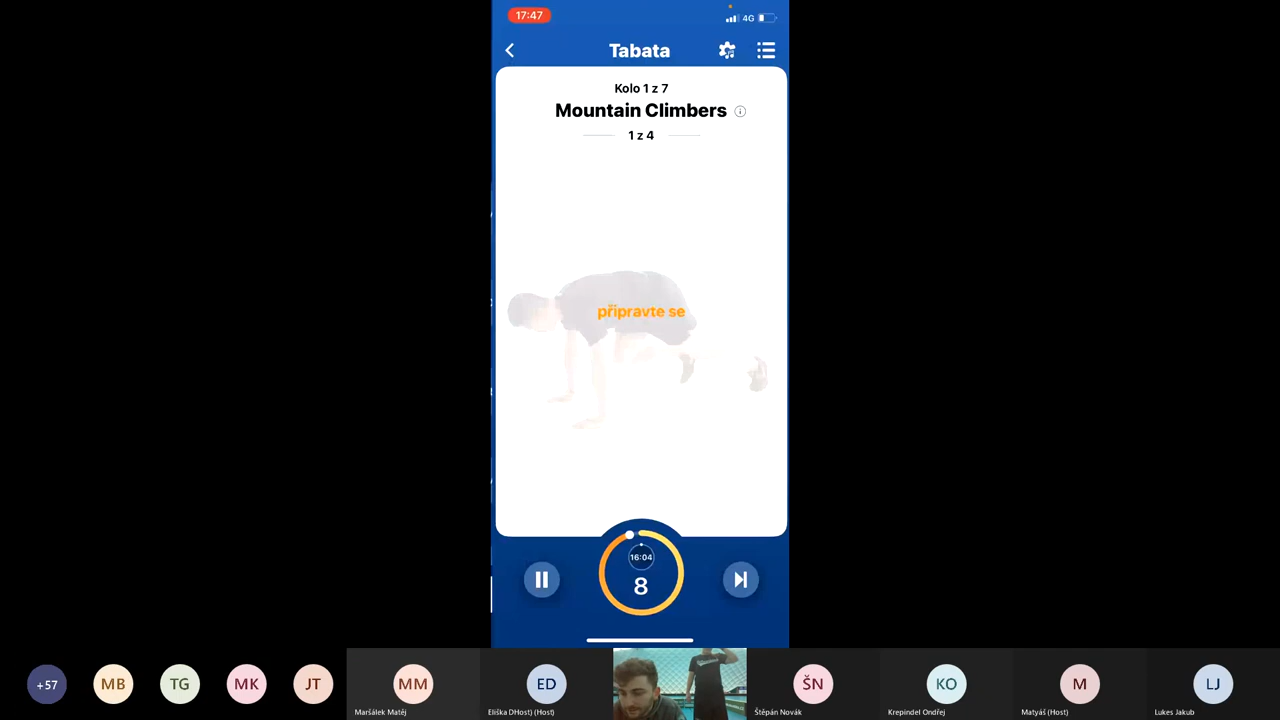 17:47
4G
Tabata
Kolo 1 z 7
Mountain Climbers
1 z 4
připravte se
16:04
8
+57
MB
TG
MK
JT
MM
ED
ŠN
KO
M
LJ
Maršálek Matěj
Eliška DHost) (Host)
Štěpán Novák
Krepindel Ondřej
Matyáš (Host)
Lukes Jakub